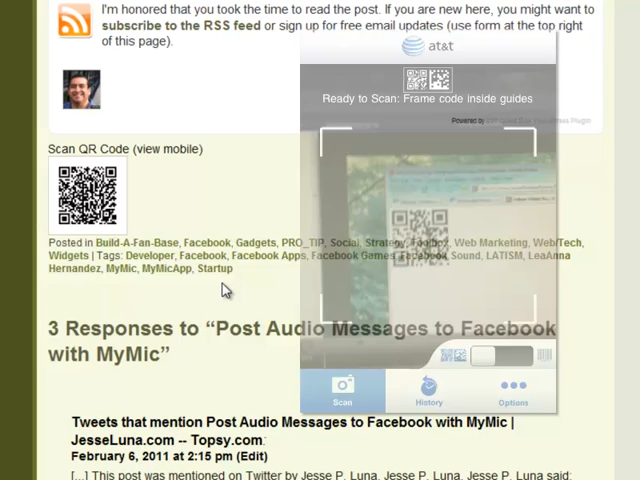 I'm honored that you took the time to read the post. If you are new here, you might want to
subscribe to the RSS feed or sign up for free email updates (use form at the top right
of this page).
at&t
Ready to Scan: Frame code inside guides
Powered by
Plugin
Scan QR Code (view mobile)
Posted in Build-A-Fan-Base, Facebook, Gadgets, PRO_TIP, Social, Strategy, Toolbox, Web Marketing, Web/Tech,
Widgets | Tags: Developer, Facebook, Facebook Apps, Facebook Games, Facebook Sound, LATISM, LeaAnna
Hernandez, MyMic, MyMicApp, Startup
3 Responses to “Post Audio Messages to Facebook
with MyMic”
Scan
History
Options
Tweets that mention Post Audio Messages to Facebook with MyMic |
JesseLuna.com -- Topsy.com:
February 6, 2011 at 2:15 pm (Edit)
[...] This post was mentioned on Twitter by Jesse P. Luna, Jesse P. Luna, Jesse P. Luna said: